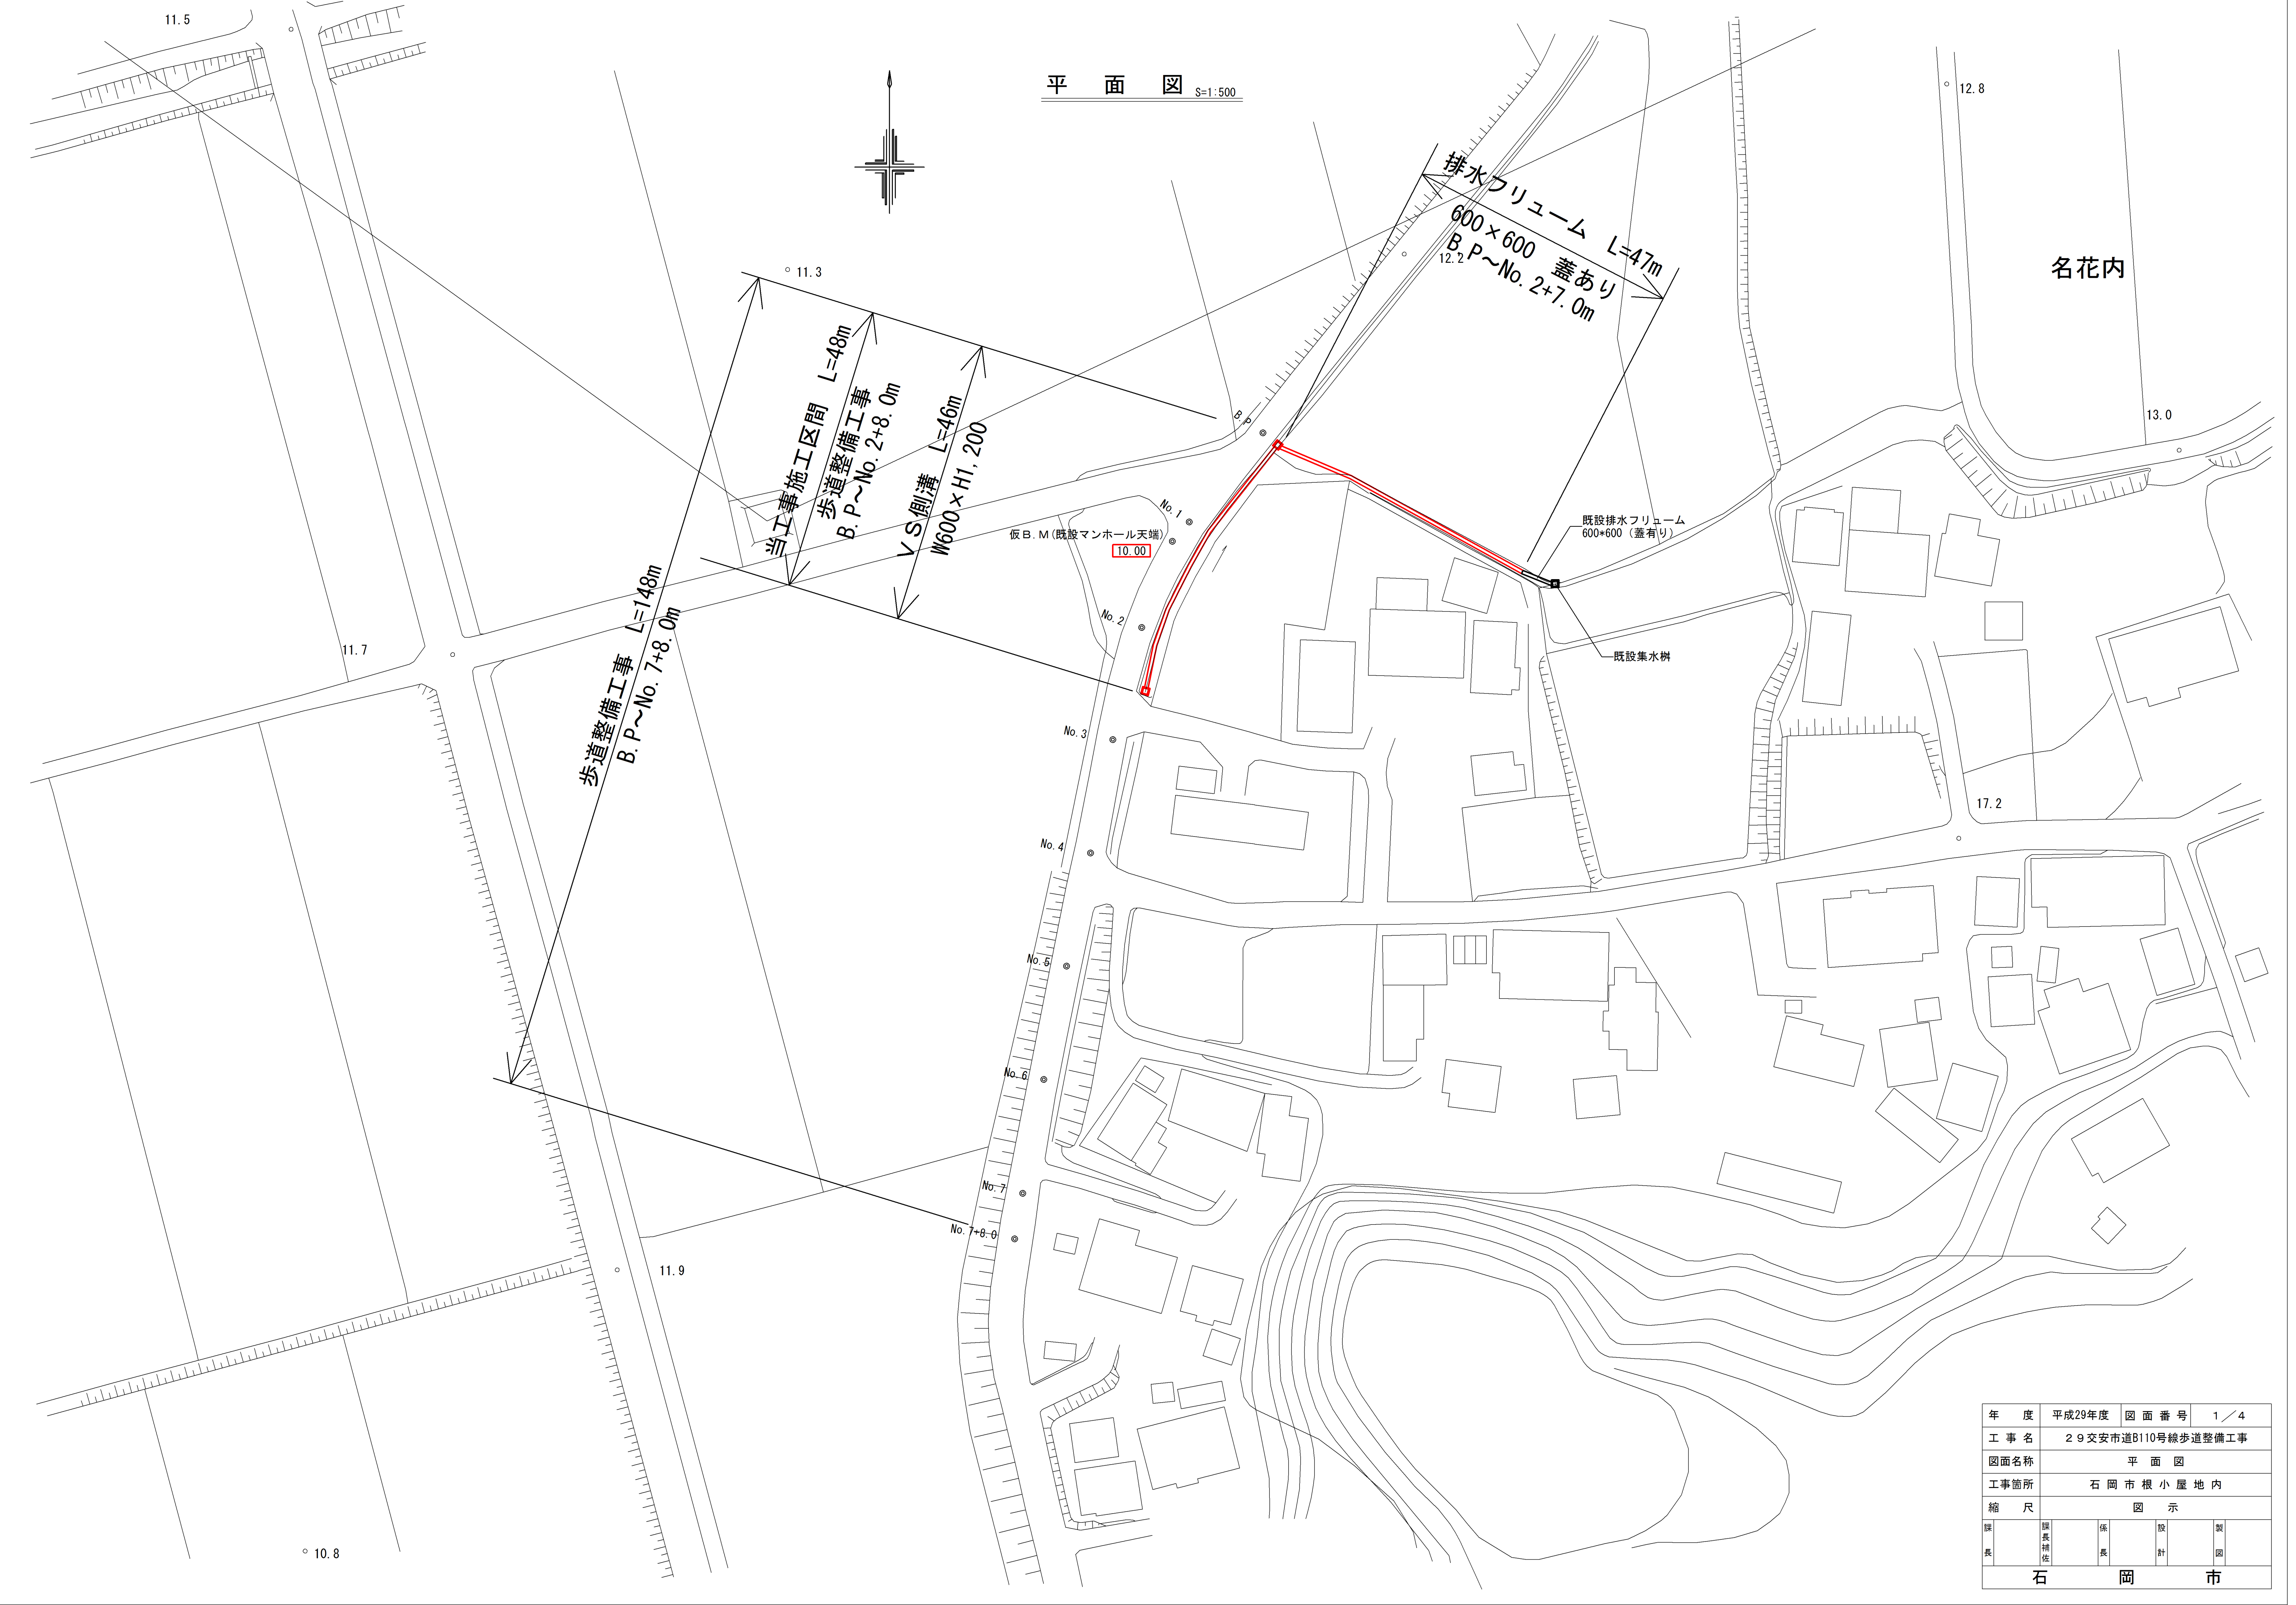 11.5
平　面　図 S=1:500
12.8
排水フリューム　L=47m
600×600　蓋あり
B.P～No.2+7.0m
12.2
名花内
11.3
当工事施工区間　L=48m
歩道整備工事
B.P～No.2+8.0m
VS側溝　L=46m
W600×H1,200
13.0
B.P
No.1
仮B.M(既設マンホール天端)
10.00
既設排水フリューム
600*600（蓋有り）
No.2
既設集水桝
11.7
歩道整備工事　L=148m
B.P～No.7+8.0m
No.3
17.2
No.4
No.5
No.6
No.7
No.7+8.0
11.9
10.8
年　度 平成29年度 図面番号 1／4
工事名 29交安市道B110号線歩道整備工事
図面名称 平　面　図
工事箇所 石岡市根小屋地内
縮　尺 図　示
課長 課長補佐 係長 設計 製図
石　岡　市